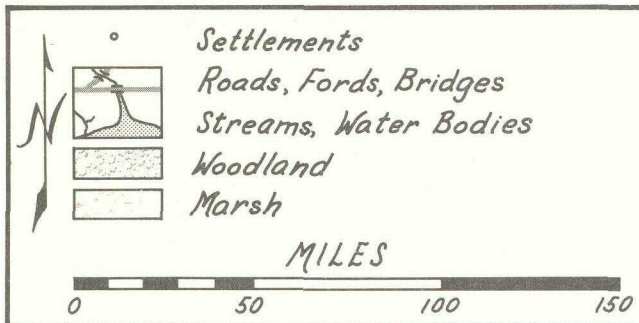 Settlements
Roads, Fords, Bridges
Streams, Water Bodies
N
Woodland
Marsh
MILES
0 50 100 150